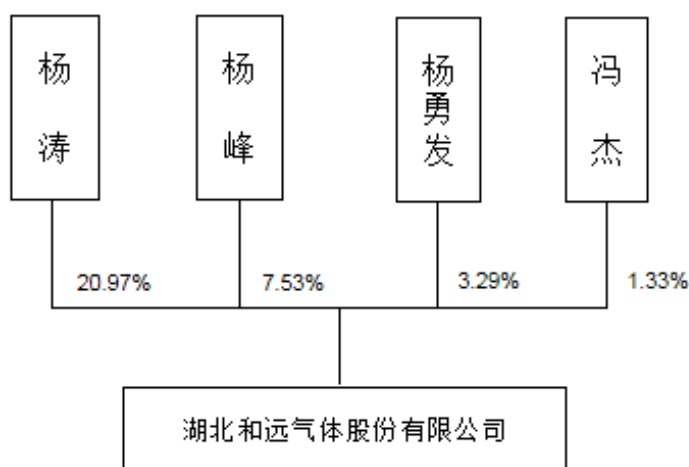 杨涛
杨峰
杨勇发
冯杰
20.97%
7.53%
3.29%
1.33%
湖北和远气体股份有限公司